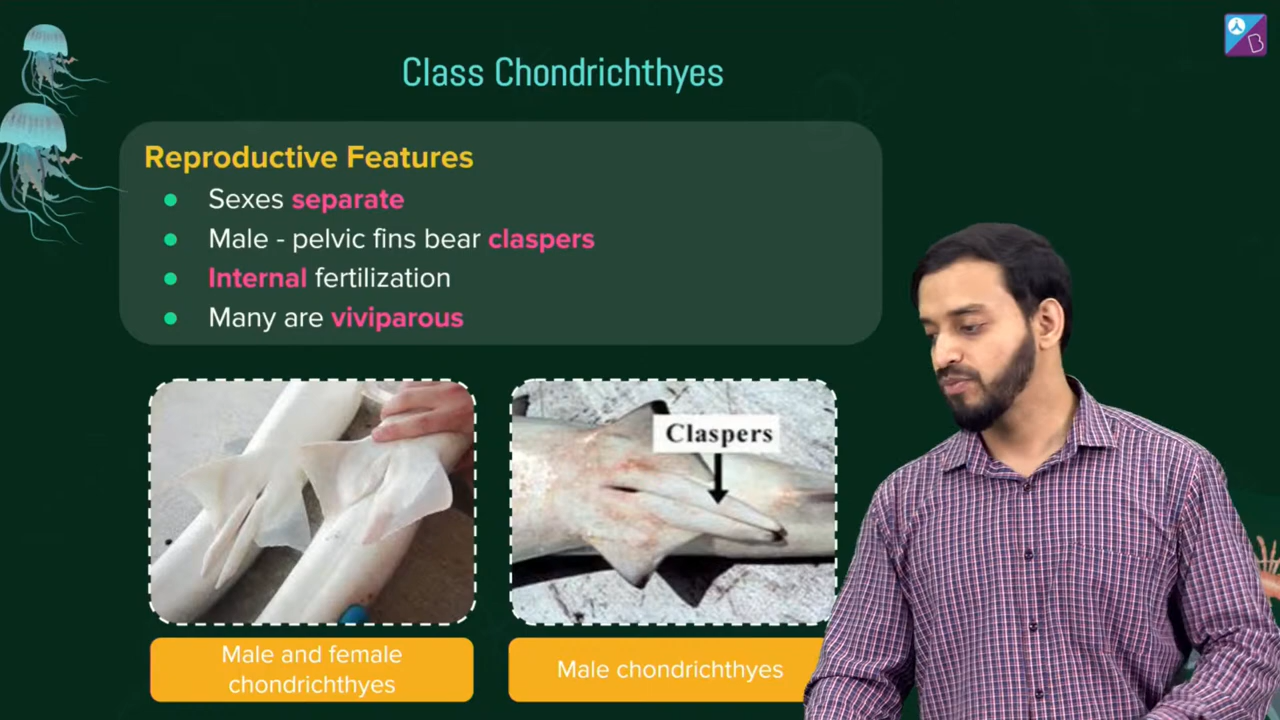 Class Chondrichthyes
Reproductive Features
Sexes separate
Male - pelvic fins bear claspers
Internal fertilization
Many are viviparous
Claspers
Male and female
chondrichthyes
Male chondrichthyes
B